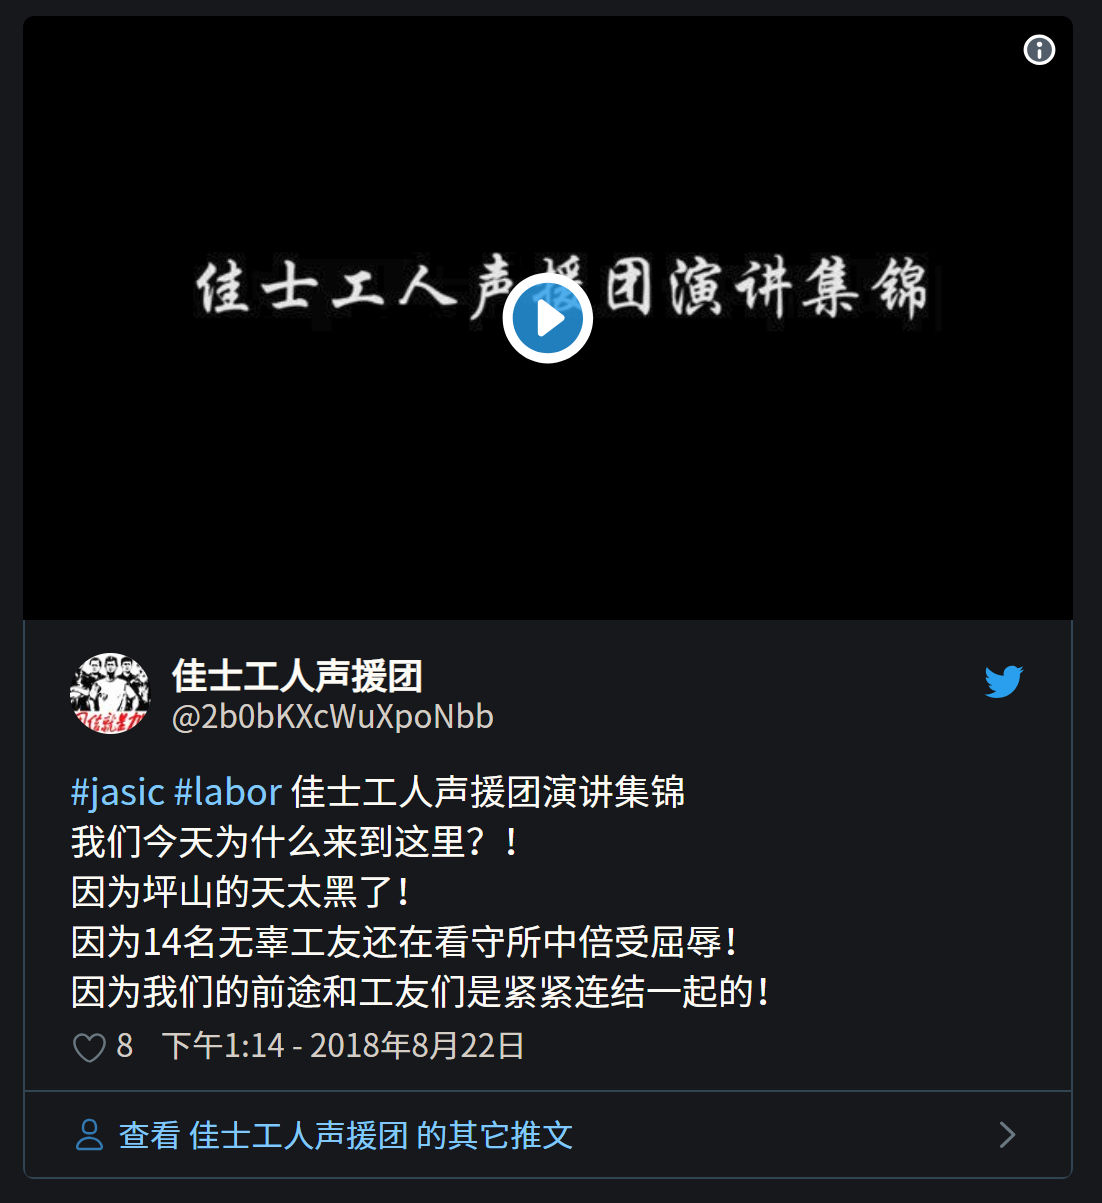 佳士工人声援团演讲集锦
佳士工人声援团
@2b0bKXcWuXpoNbb
#jasic #labor 佳士工人声援团演讲集锦
我们今天为什么来到这里？！
因为坪山的天太黑了！
因为14名无辜工友还在看守所中倍受屈辱！
因为我们的前途和工友们是紧紧连结一起的！
8 下午1:14 - 2018年8月22日
查看 佳士工人声援团 的其它推文